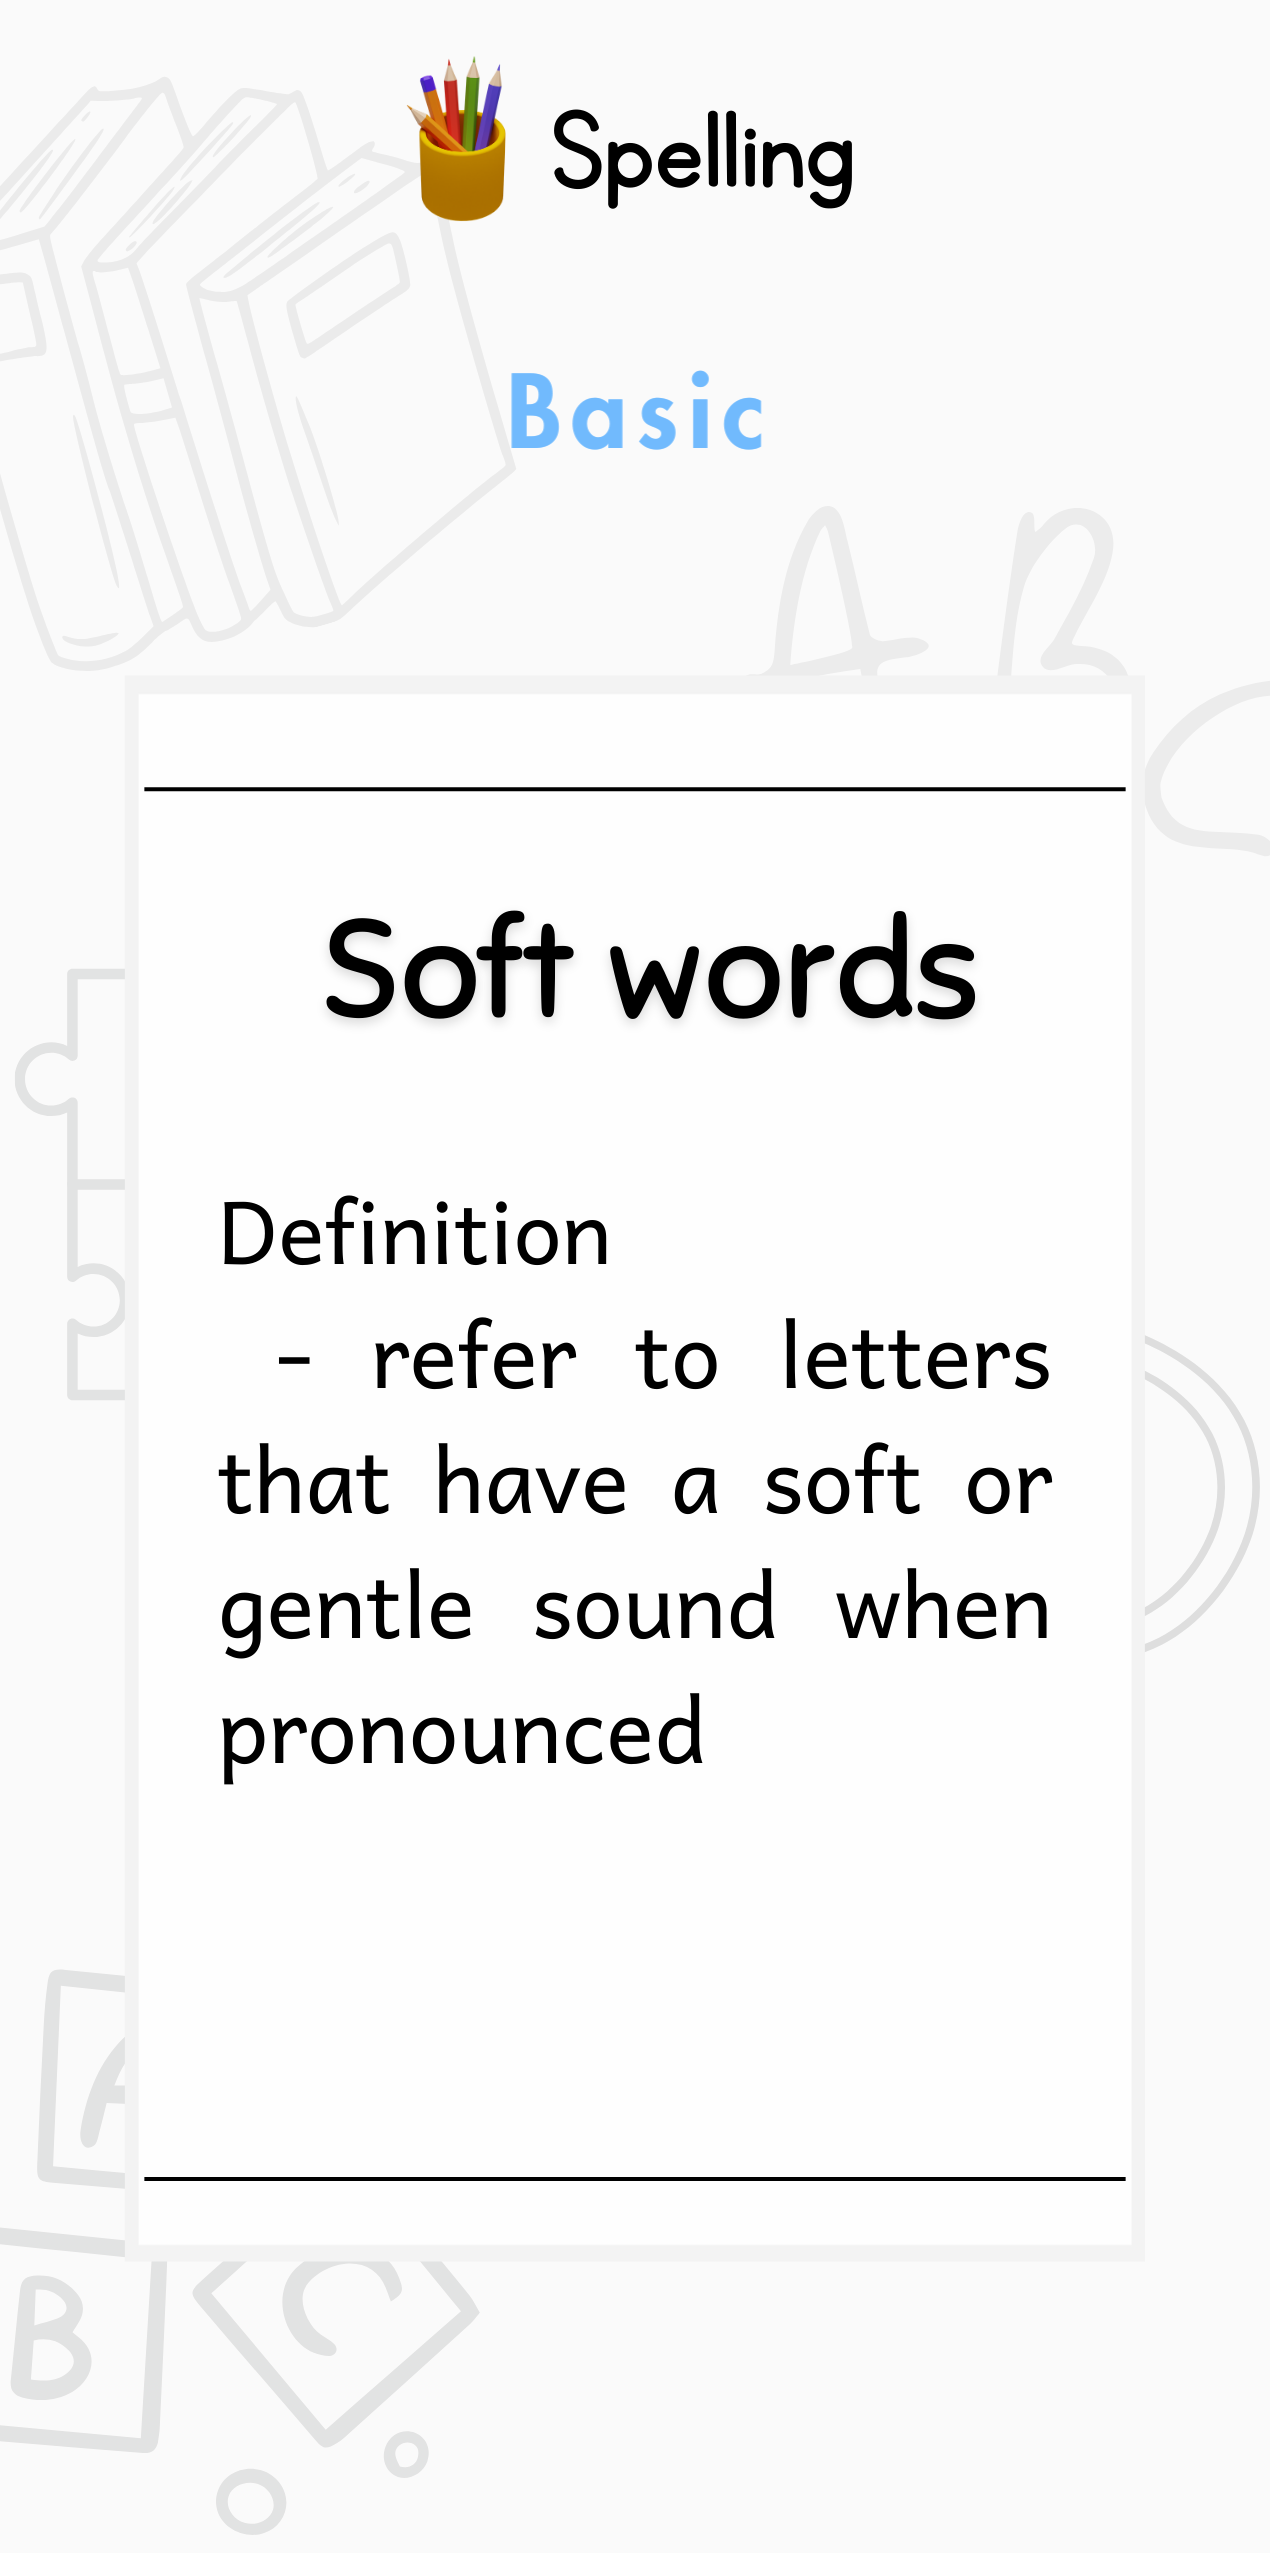 Spelling
Basic
A B
Soft words
Definition
- refer to letters
that have a soft or
gentle sound when
pronounced
A
B
C